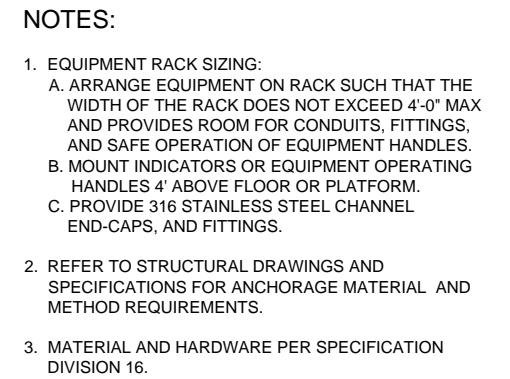 NOTES:
1. EQUIPMENT RACK SIZING:
A. ARRANGE EQUIPMENT ON RACK SUCH THAT THE
WIDTH OF THE RACK DOES NOT EXCEED 4'-0" MAX
AND PROVIDES ROOM FOR CONDUITS, FITTINGS,
AND SAFE OPERATION OF EQUIPMENT HANDLES.
B. MOUNT INDICATORS OR EQUIPMENT OPERATING
HANDLES 4' ABOVE FLOOR OR PLATFORM.
C. PROVIDE 316 STAINLESS STEEL CHANNEL
END-CAPS, AND FITTINGS.
2. REFER TO STRUCTURAL DRAWINGS AND
SPECIFICATIONS FOR ANCHORAGE MATERIAL AND
METHOD REQUIREMENTS.
3. MATERIAL AND HARDWARE PER SPECIFICATION
DIVISION 16.